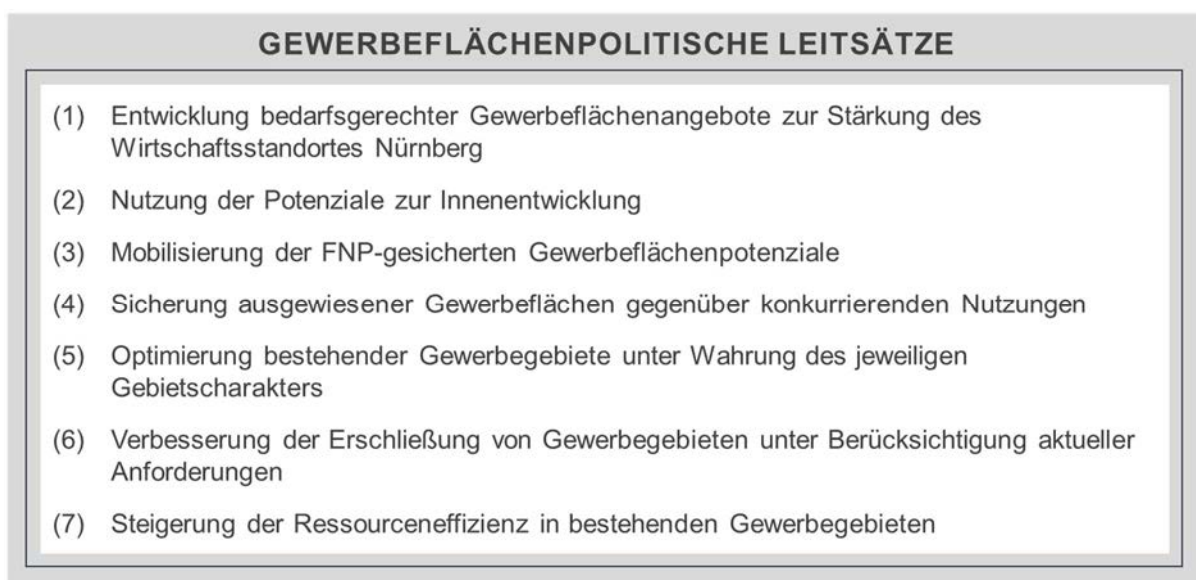 GEWERBEFLÄCHENPOLITISCHE LEITSÄTZE
(1) Entwicklung bedarfsgerechter Gewerbeflächenangebote zur Stärkung des
Wirtschaftsstandortes Nürnberg
(2) Nutzung der Potenziale zur Innenentwicklung
(3) Mobilisierung der FNP-gesicherten Gewerbeflächenpotenziale
(4) Sicherung ausgewiesener Gewerbeflächen gegenüber konkurrierenden Nutzungen
(5) Optimierung bestehender Gewerbegebiete unter Wahrung des jeweiligen
Gebietscharakters
(6) Verbesserung der Erschließung von Gewerbegebieten unter Berücksichtigung aktueller
Anforderungen
(7) Steigerung der Ressourceneffizienz in bestehenden Gewerbegebieten